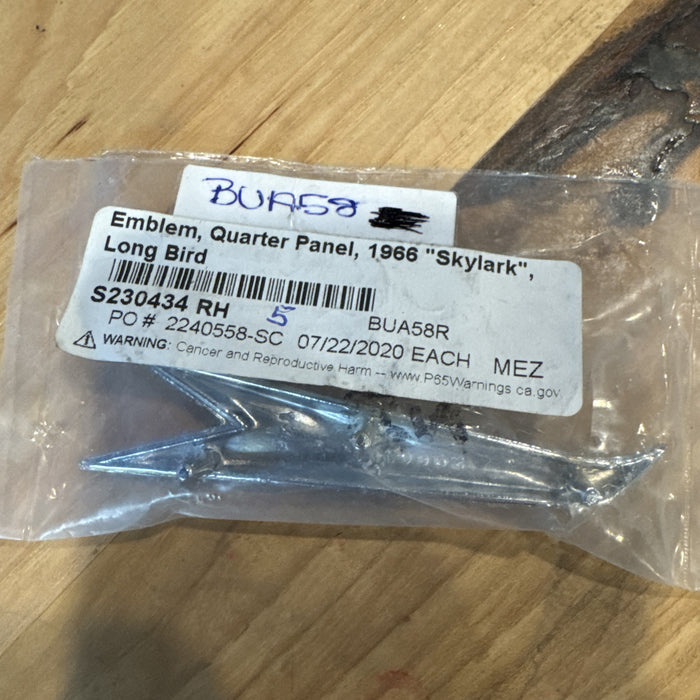 BUA58
Emblem, Quarter Panel, 1966 "Skylark",
Long Bird
S230434 RH 5 BUA58R
PO # 2240558-SC 07/22/2020 EACH MEZ
WARNING: Cancer and Reproductive Harm -- www.P65Warnings.ca.gov